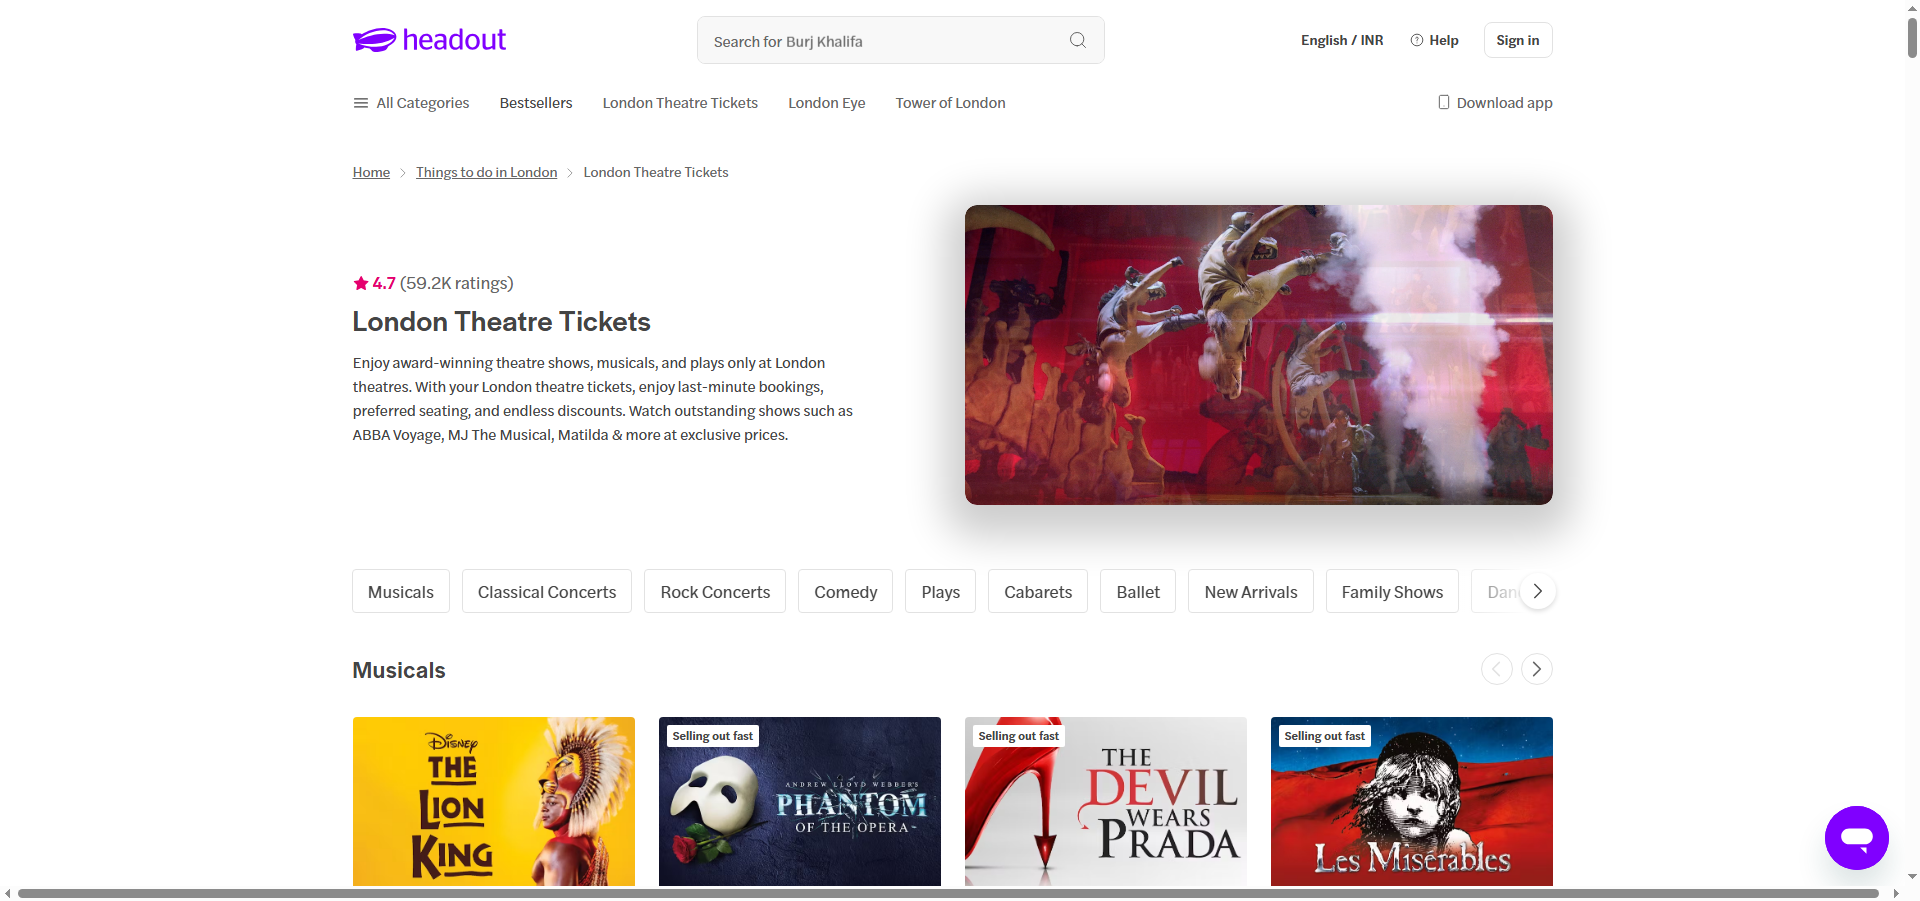 headout
Search for Burj Khalifa
English / INR
Help
Sign in
All Categories
Bestsellers
London Theatre Tickets
London Eye
Tower of London
Download app
Home
Things to do in London
London Theatre Tickets
4.7 (59.2K ratings)
London Theatre Tickets
Enjoy award-winning theatre shows, musicals, and plays only at London
theatres. With your London theatre tickets, enjoy last-minute bookings,
preferred seating, and endless discounts. Watch outstanding shows such as
ABBA Voyage, MJ The Musical, Matilda & more at exclusive prices.
Musicals
Classical Concerts
Rock Concerts
Comedy
Plays
Cabarets
Ballet
New Arrivals
Family Shows
Musicals
DISNEY
THE
LION
KING
Selling out fast
ANDREW LLOYD WEBBER'S
PHANTOM
OF THE OPERA
Selling out fast
THE
DEVIL
WEARS
PRADA
Selling out fast
Les Misérables